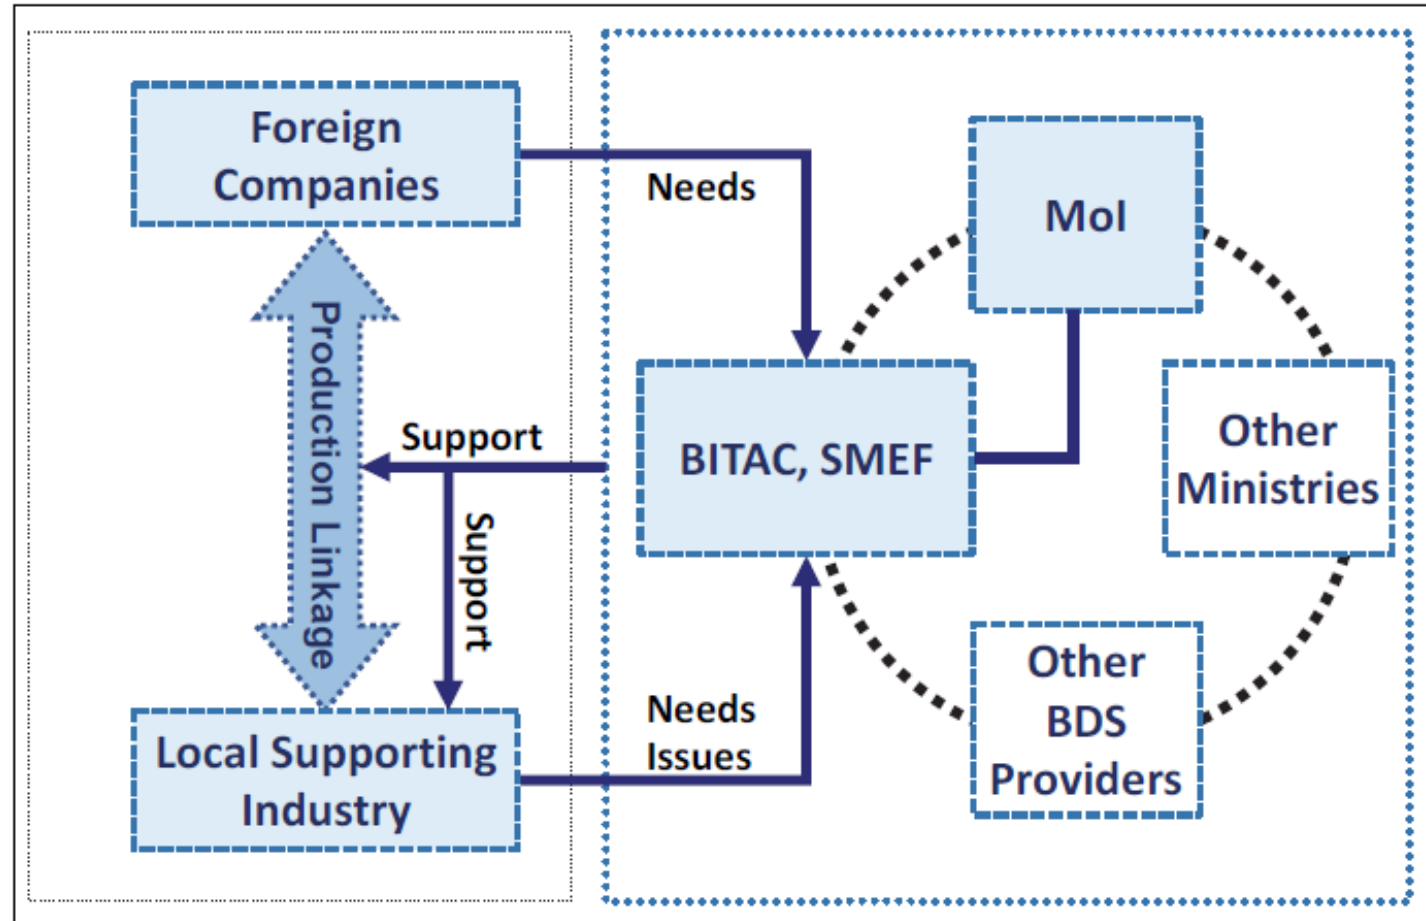 Foreign
Companies
Needs
MoI
Production Linkage
Support
BITAC, SMEF
Other
Ministries
Support
Needs
Issues
Other
BDS
Providers
Local Supporting
Industry